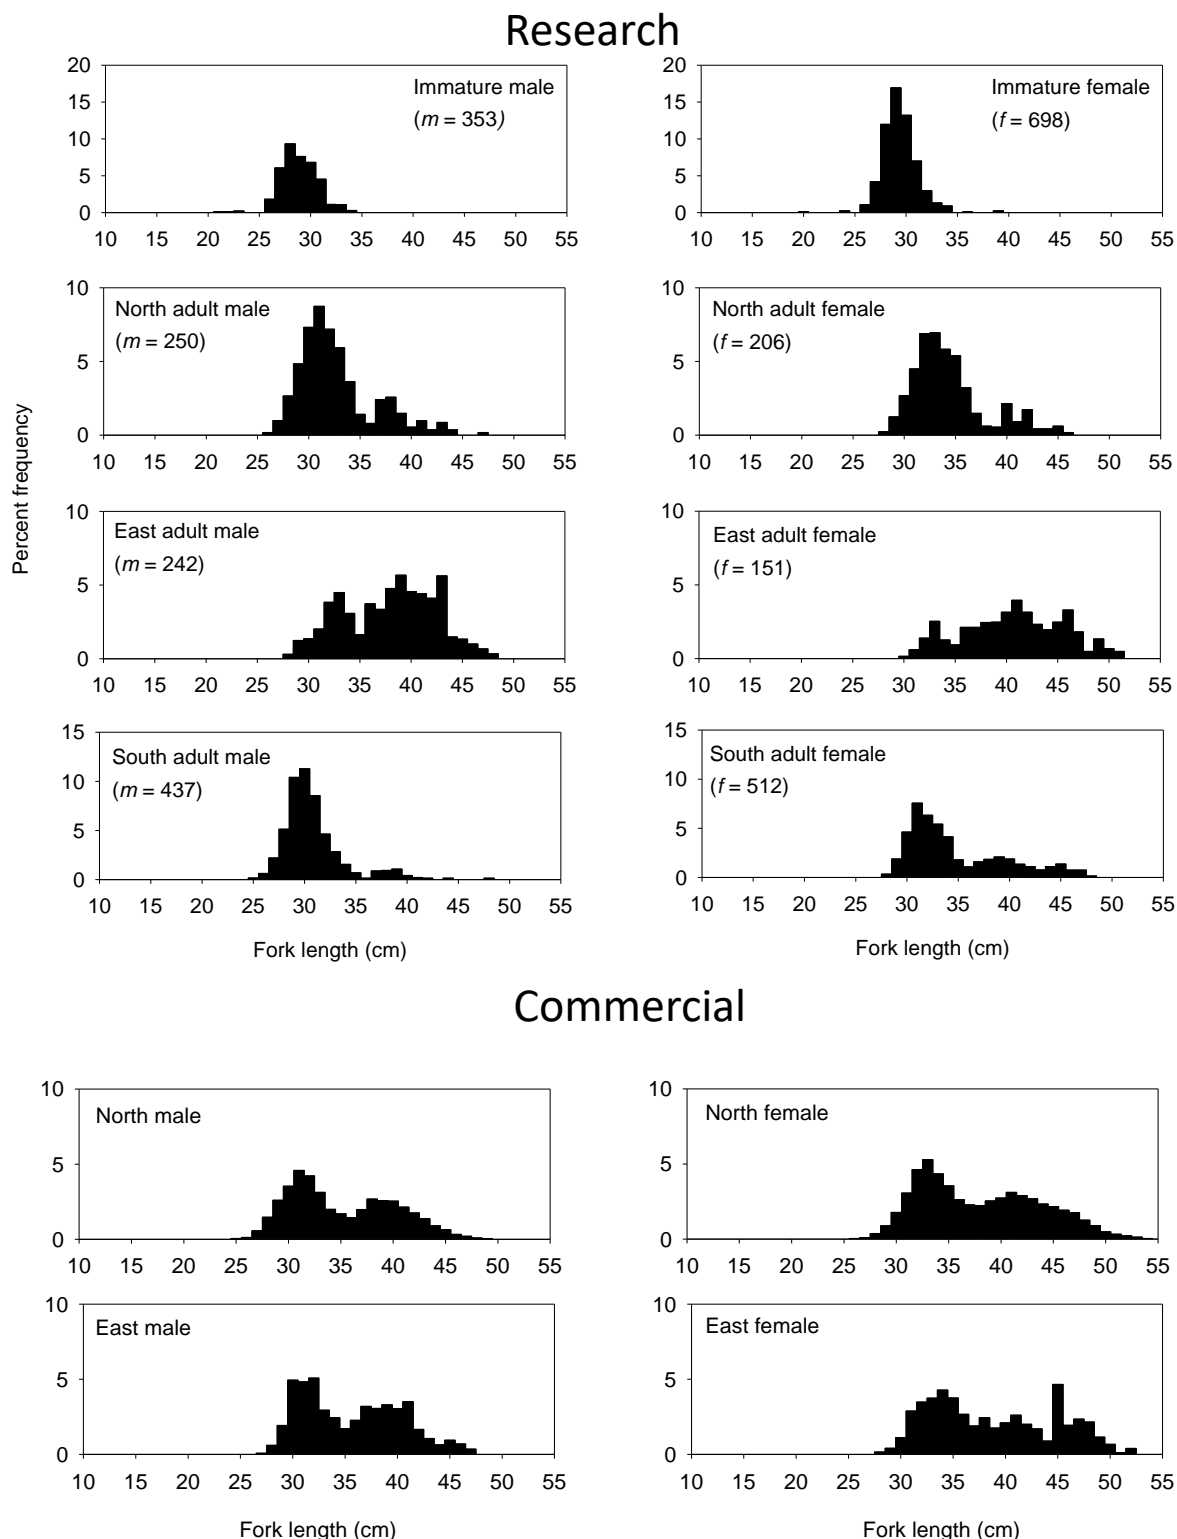 Research
20
15
10
5
0
Immature male
(m = 353)
10 15 20 25 30 35 40 45 50 55
20
15
10
5
0
Immature female
(f = 698)
10 15 20 25 30 35 40 45 50 55
10
5
0
North adult male
(m = 250)
10 15 20 25 30 35 40 45 50 55
10
5
0
North adult female
(f = 206)
10 15 20 25 30 35 40 45 50 55
Percent frequency
10
5
0
East adult male
(m = 242)
10 15 20 25 30 35 40 45 50 55
10
5
0
East adult female
(f = 151)
10 15 20 25 30 35 40 45 50 55
15
10
5
0
South adult male
(m = 437)
10 15 20 25 30 35 40 45 50 55
Fork length (cm)
15
10
5
0
South adult female
(f = 512)
10 15 20 25 30 35 40 45 50 55
Fork length (cm)
Commercial
10
5
0
North male
10 15 20 25 30 35 40 45 50 55
10
5
0
North female
10 15 20 25 30 35 40 45 50 55
10
5
0
East male
10 15 20 25 30 35 40 45 50 55
Fork length (cm)
10
5
0
East female
10 15 20 25 30 35 40 45 50 55
Fork length (cm)